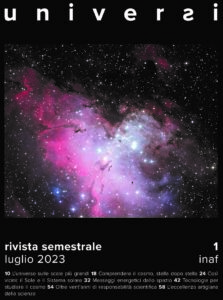 universi
rivista semestrale 1
luglio 2023 inaf
10 L'universo sulle scale più grandi 18 Comprendere il cosmo, stella dopo stella 24 Così
vicini: il Sole e il Sistema solare 32 Messaggi energetici dallo spazio 42 Tecnologie per
studiare il cosmo 54 Oltre vent'anni di responsabilità scientifica 58 L'eccellenza artigiana
della scienza